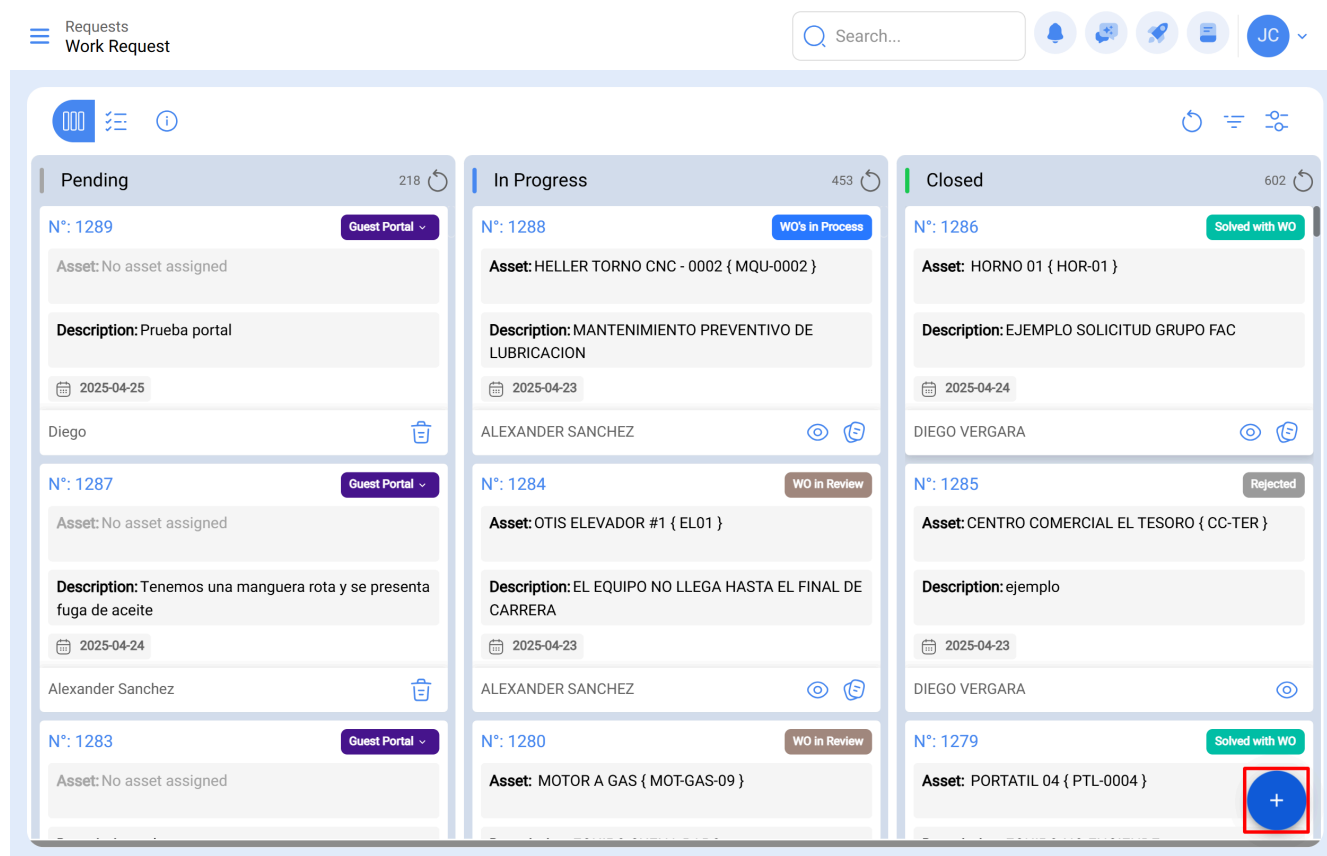 Requests
Work Request
Search...
JC
Pending
218
N°: 1289
Guest Portal
Asset: No asset assigned
Description: Prueba portal
2025-04-25
Diego
N°: 1287
Guest Portal
Asset: No asset assigned
Description: Tenemos una manguera rota y se presenta
fuga de aceite
2025-04-24
Alexander Sanchez
N°: 1283
Guest Portal
Asset: No asset assigned
In Progress
453
N°: 1288
WO's in Process
Asset: HELLER TORNO CNC - 0002 { MQU-0002 }
Description: MANTENIMIENTO PREVENTIVO DE
LUBRICACION
2025-04-23
ALEXANDER SANCHEZ
N°: 1284
WO in Review
Asset: OTIS ELEVADOR #1 { EL01 }
Description: EL EQUIPO NO LLEGA HASTA EL FINAL DE
CARRERA
2025-04-23
ALEXANDER SANCHEZ
N°: 1280
WO in Review
Asset: MOTOR A GAS { MOT-GAS-09 }
Closed
602
N°: 1286
Solved with WO
Asset: HORNO 01 { HOR-01 }
Description: EJEMPLO SOLICITUD GRUPO FAC
2025-04-24
DIEGO VERGARA
N°: 1285
Rejected
Asset: CENTRO COMERCIAL EL TESORO { CC-TER }
Description: ejemplo
2025-04-23
DIEGO VERGARA
N°: 1279
Solved with WO
Asset: PORTATIL 04 { PTL-0004 }